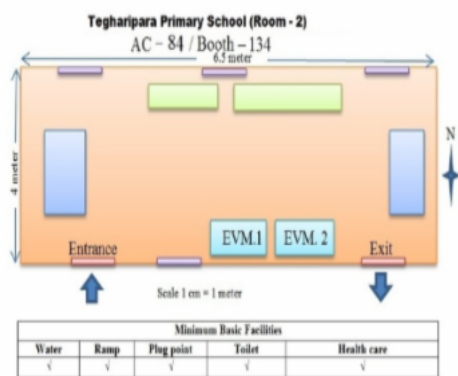 Tegharipara Primary School (Room - 2)
AC – 84 / Booth – 134
6.5 meter
4 meter
N
EVM.1 EVM. 2
Entrance Exit
Scale 1 cm = 1 meter
Minimum Basic Facilities
Water Ramp Plug point Toilet Health care
√ √ √ √ √